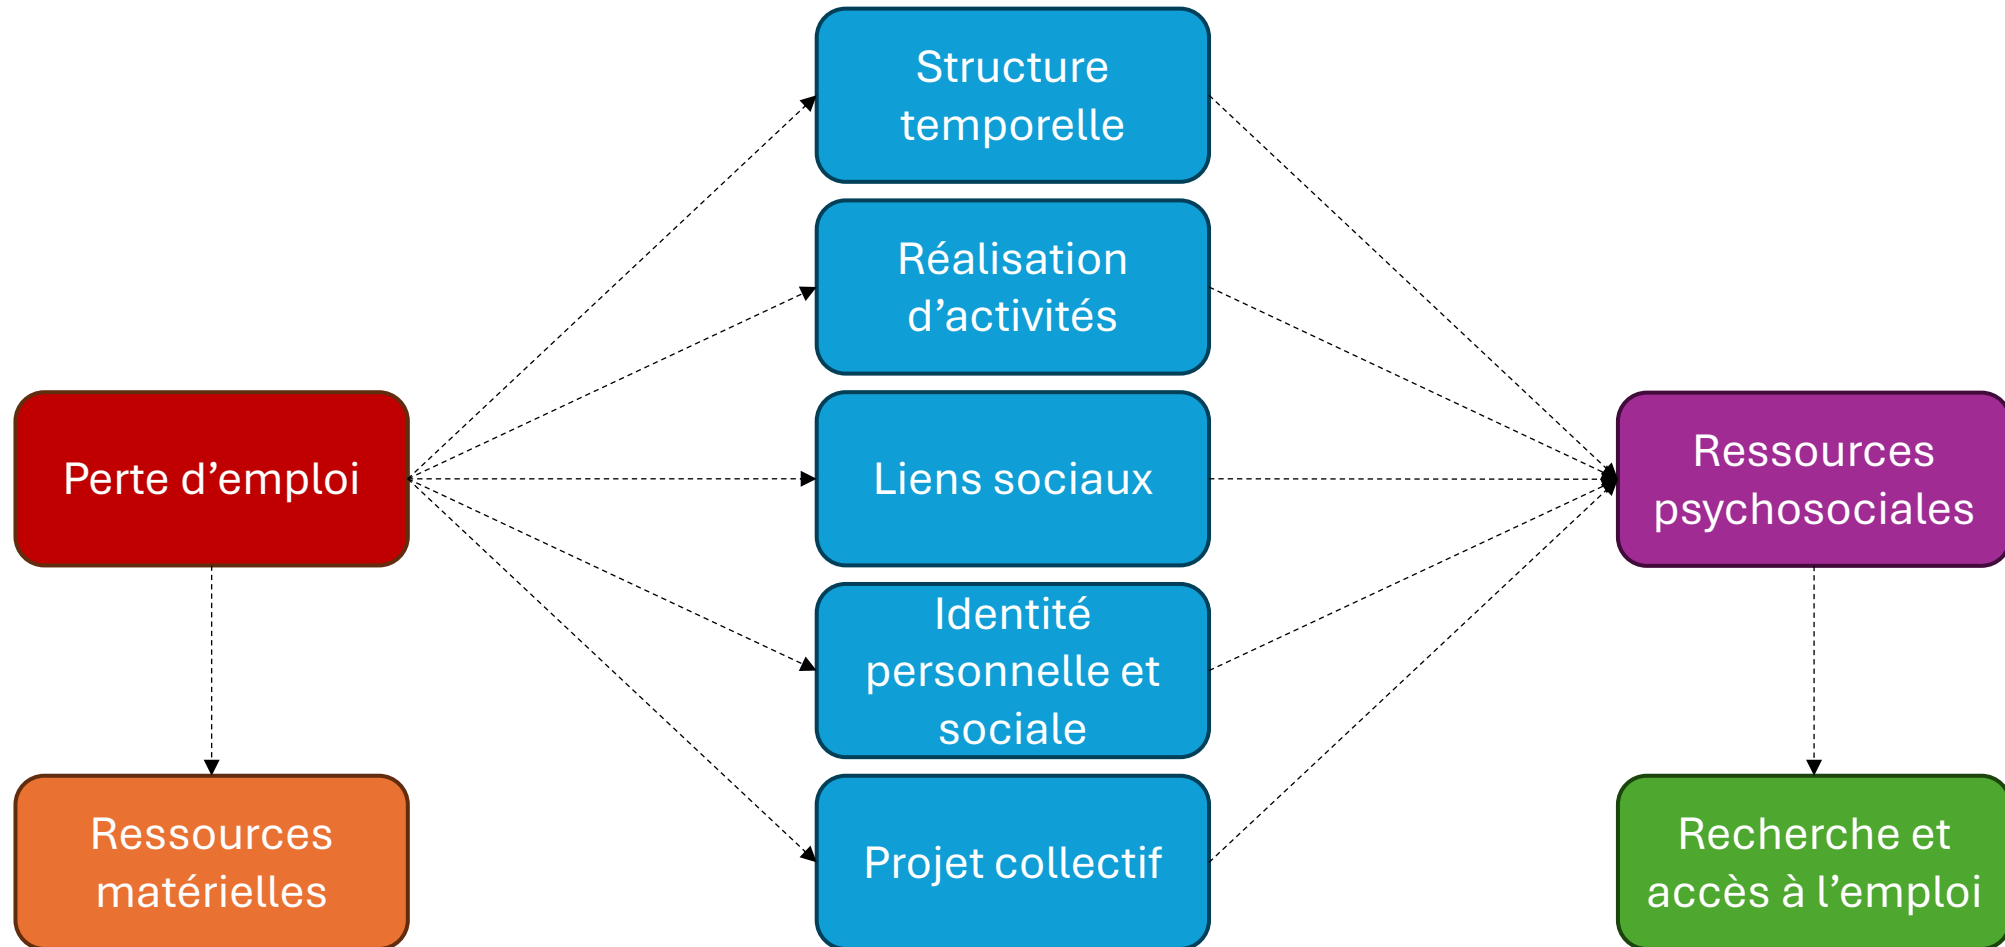 Structure
temporelle
Réalisation
d’activités
Perte d’emploi
Liens sociaux
Ressources
psychosociales
Identité
personnelle et
sociale
Ressources
matérielles
Projet collectif
Recherche et
accès à l’emploi